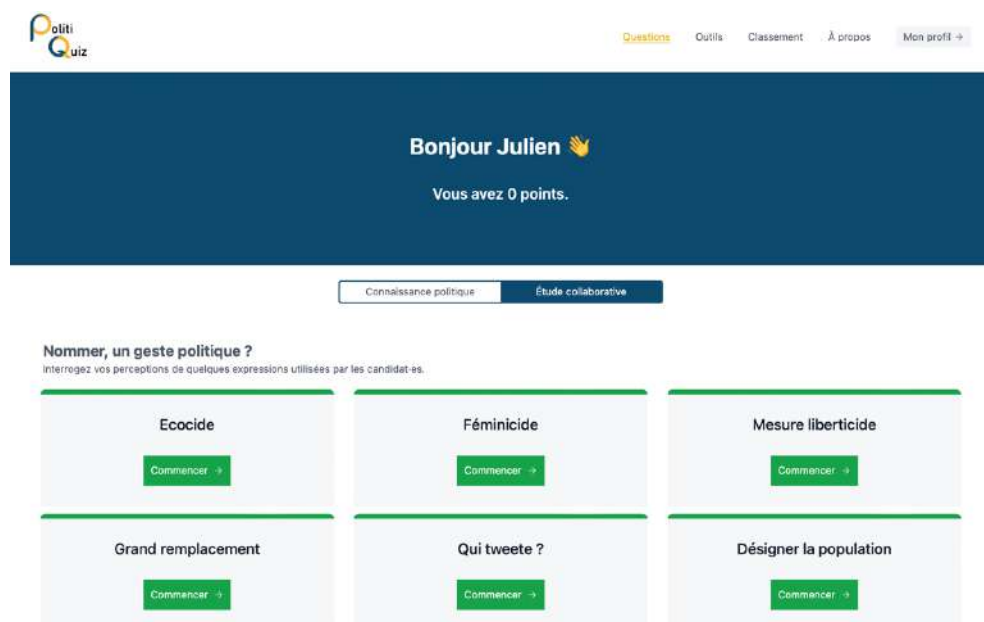 Politi
Quiz
Questions Outils Classement À propos Mon profil →
Bonjour Julien 👋
Vous avez 0 points.
Connaissance politique Étude collaborative
Nommer, un geste politique ?
Interrogez vos perceptions de quelques expressions utilisées par les candidat·es.
Ecocide Féminicide Mesure liberticide
Commencer → Commencer → Commencer →
Grand remplacement Qui tweete ? Désigner la population
Commencer → Commencer → Commencer →